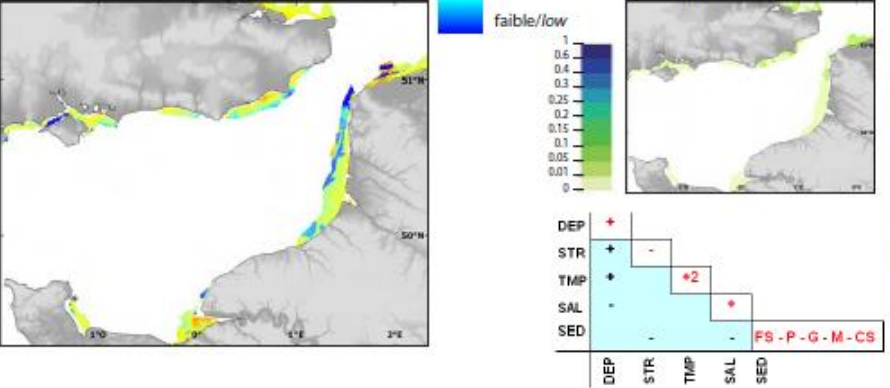 faible/low
51°N
50°N
1°O
0°
1°E
2°E
1
0.6
0.4
0.3
0.25
0.2
0.15
0.1
0.05
0.01
0
DEP +
STR + -
TMP + +2
SAL - +
SED - - FS - P - G - M - CS
DEP STR TMP SAL SED